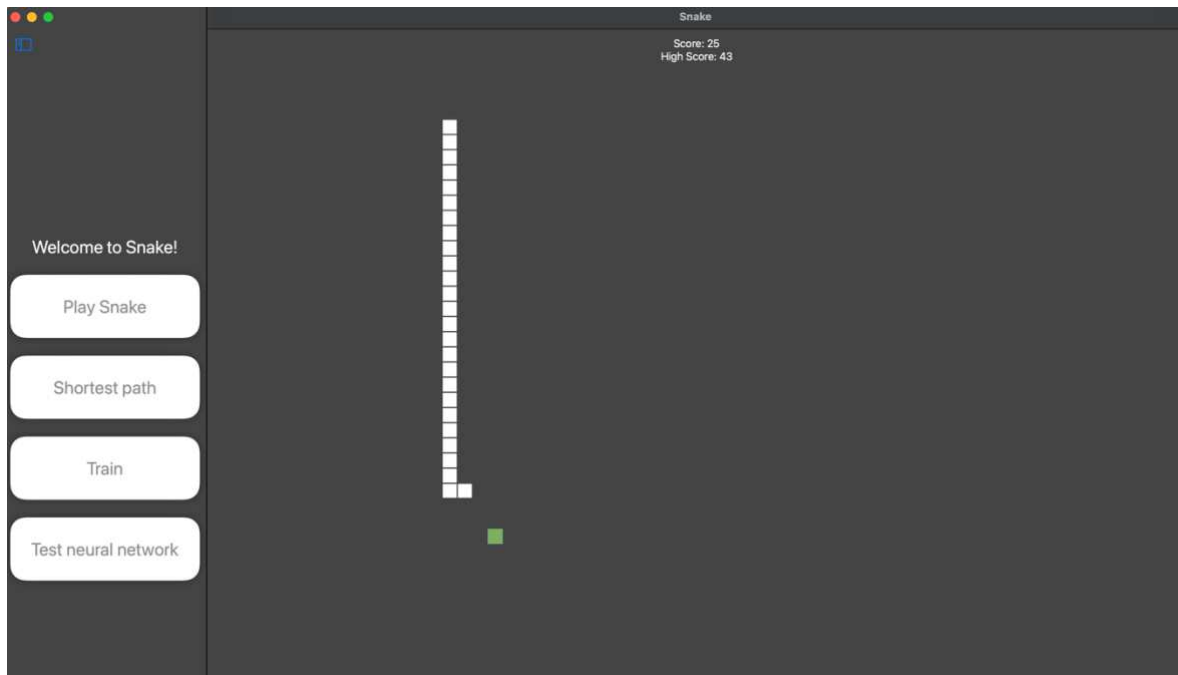 Snake
Score: 25
High Score: 43
Welcome to Snake!
Play Snake
Shortest path
Train
Test neural network